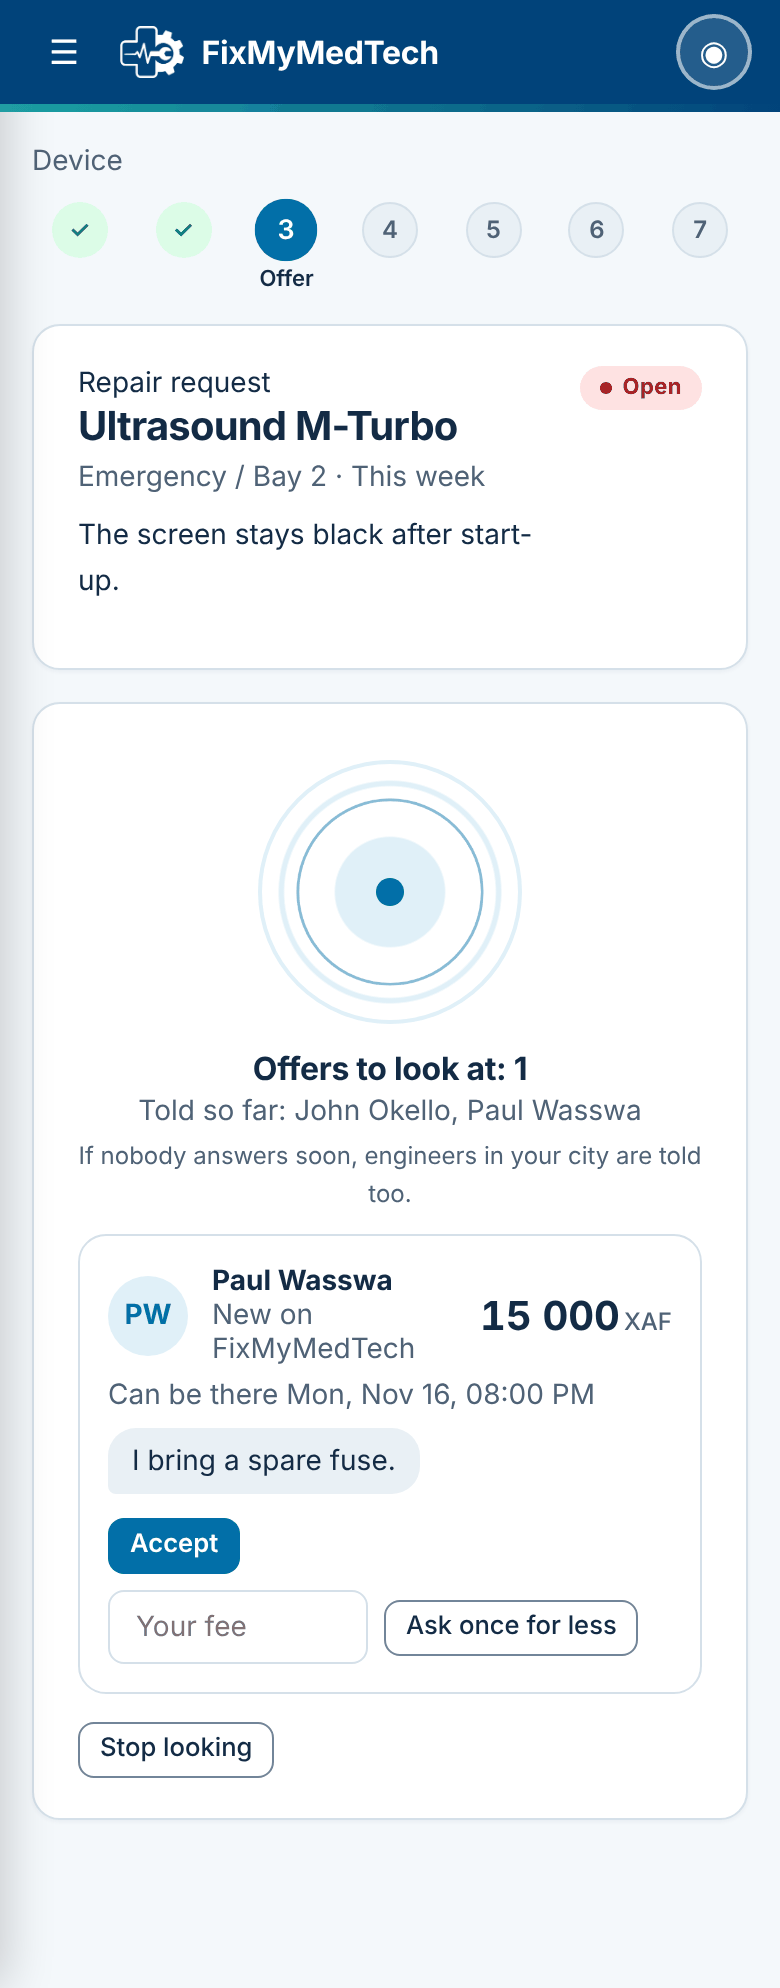 FixMyMedTech
Device
3
4
5
6
7
Offer
Repair request
Open
Ultrasound M-Turbo
Emergency / Bay 2 · This week
The screen stays black after start-
up.
Offers to look at: 1
Told so far: John Okello, Paul Wasswa
If nobody answers soon, engineers in your city are told
too.
PW
Paul Wasswa
New on
FixMyMedTech
15 000 XAF
Can be there Mon, Nov 16, 08:00 PM
I bring a spare fuse.
Accept
Your fee
Ask once for less
Stop looking